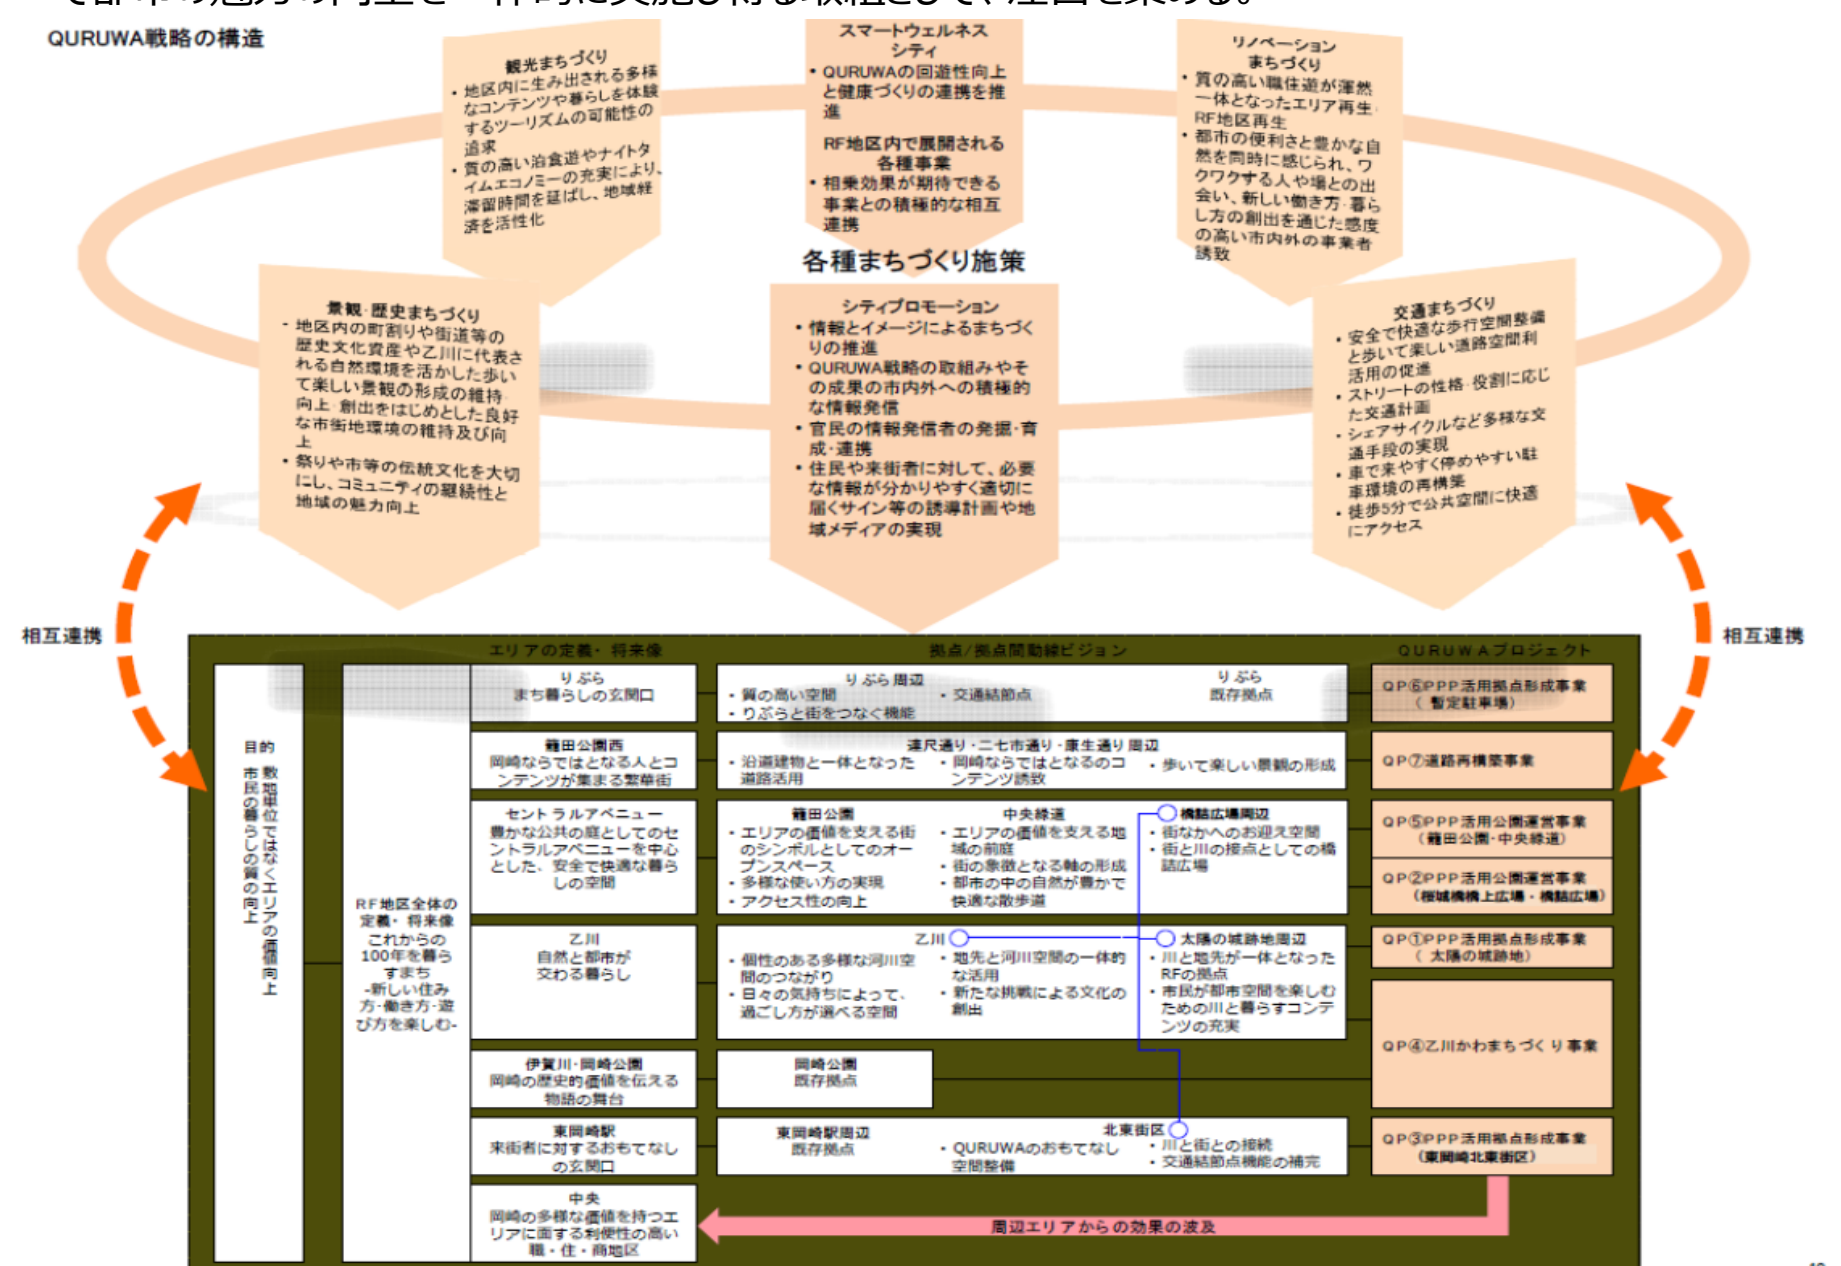 QURUWA戦略の構造
観光まちづくり
・地区内に生み出される多様
なコンテンツや暮らしを体験
するツーリズムの可能性の
追求
・質の高い泊食遊やナイトタ
イムエコノミーの充実により、
滞留時間を延ばし、地域経
済を活性化
スマートウェルネス
シティ
・QURUWAの回遊性向上
と健康づくりの連携を推
進
RF地区内で展開される
各種事業
・相乗効果が期待できる
事業との積極的な相互
連携
リノベーション
まちづくり
・質の高い職住遊が渾然
一体となったエリア再生・
RF地区再生
・都市の便利さと豊かな自
然を同時に感じられ、ワ
クワクする人や場との出
会い、新しい働き方・暮ら
し方の創出を通じた感度
の高い市内外の事業者
誘致
各種まちづくり施策
景観・歴史まちづくり
・地区内の町割りや街道等の
歴史文化資産や乙川に代表さ
れる自然環境を活かした歩い
て楽しい景観の形成の維持・
向上・創出をはじめとした良好
な市街地環境の維持及び向
上
・祭りや市等の伝統文化を大切
にし、コミュニティの継続性と
地域の魅力向上
シティプロモーション
・情報とイメージによるまちづく
りの推進
・QURUWA戦略の取組みやそ
の成果の市内外への積極的
な情報発信
・官民の情報発信者の発掘・育
成・連携
・住民や来街者に対して、必要
な情報が分かりやすく適切に
届くサイン等の誘導計画や地
域メディアの実現
交通まちづくり
・安全で快適な歩行空間整備
と歩いて楽しい道路空間利
活用の促進
・ストリートの性格・役割に応じ
た交通計画
・シェアサイクルなど多様な交
通手段の実現
・車で来やすく停めやすい駐
車環境の再構築
・徒歩5分で公共空間に快適
にアクセス
相互連携
相互連携
エリアの定義・将来像
拠点/拠点間動線ビジョン
QURUWAプロジェクト
目的
敷地単位ではなくエリアの価値向上
市民の暮らしの質の向上
RF地区全体の
定義・将来像
これからの
100年を暮ら
すまち
-新しい住み
方・働き方・遊
び方を楽しむ-
りぶら
まち暮らしの玄関口
りぶら周辺
・質の高い空間
・りぶらと街をつなぐ機能
・交通結節点
りぶら
既存拠点
QP⑥PPP活用拠点形成事業
(暫定駐車場)
籠田公園西
岡崎ならではとなる人とコ
ンテンツが集まる繁華街
連尺通り・二七市通り・康生通り周辺
・沿道建物と一体となった
道路活用
・岡崎ならではとなるのコ
ンテンツ誘致
・歩いて楽しい景観の形成
QP⑦道路再構築事業
セントラルアベニュー
豊かな公共の庭としてのセ
ントラルアベニューを中心
とした、安全で快適な暮ら
しの空間
籠田公園
・エリアの価値を支える街
のシンボルとしてのオー
プンスペース
・多様な使い方の実現
・アクセス性の向上
中央緑道
・エリアの価値を支える地
域の前庭
・街の象徴となる軸の形成
・都市の中の自然が豊かで
快適な散歩道
橋詰広場周辺
・街なかへのお迎え空間
・街と川の接点としての橋
詰広場
QP⑤PPP活用公園運営事業
(籠田公園・中央緑道)
QP②PPP活用公園運営事業
(桜城橋橋上広場・橋詰広場)
乙川
自然と都市が
交わる暮らし
乙川
・個性のある多様な河川空
間のつながり
・日々の気持ちによって、
過ごし方が選べる空間
・地先と河川空間の一体的
な活用
・新たな挑戦による文化の
創出
太陽の城跡地周辺
・川と地先が一体となった
RFの拠点
・市民が都市空間を楽しむ
ための川と暮らすコンテ
ンツの充実
QP①PPP活用拠点形成事業
(太陽の城跡地)
QP④乙川かわまちづくり事業
伊賀川・岡崎公園
岡崎の歴史的価値を伝える
物語の舞台
岡崎公園
既存拠点
東岡崎駅
来街者に対するおもてなし
の玄関口
東岡崎駅周辺
既存拠点
・QURUWAのおもてなし
空間整備
北東街区
・川と街との接続
・交通結節点機能の補完
QP③PPP活用拠点形成事業
(東岡崎北東街区)
中央
岡崎の多様な価値を持つエ
リアに面する利便性の高い
職・住・商地区
周辺エリアからの効果の波及